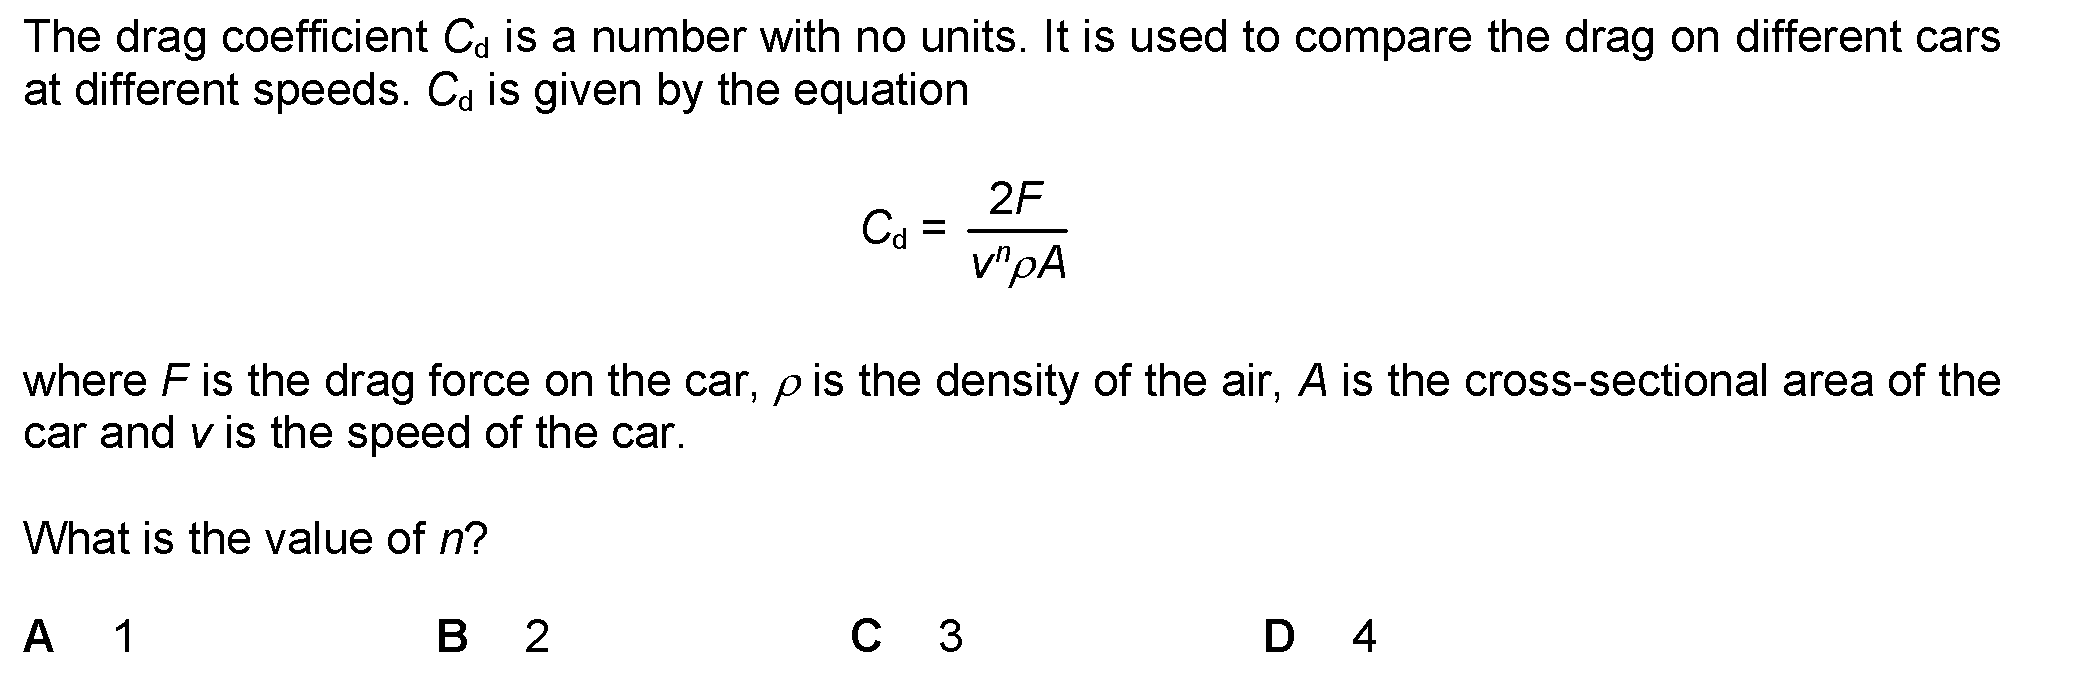 The drag coefficient C_d is a number with no units. It is used to compare the drag on different cars
at different speeds. C_d is given by the equation
C_d = \frac{2F}{v^n ρA}
where F is the drag force on the car, ρ is the density of the air, A is the cross-sectional area of the
car and v is the speed of the car.
What is the value of n?
A 1 B 2 C 3 D 4